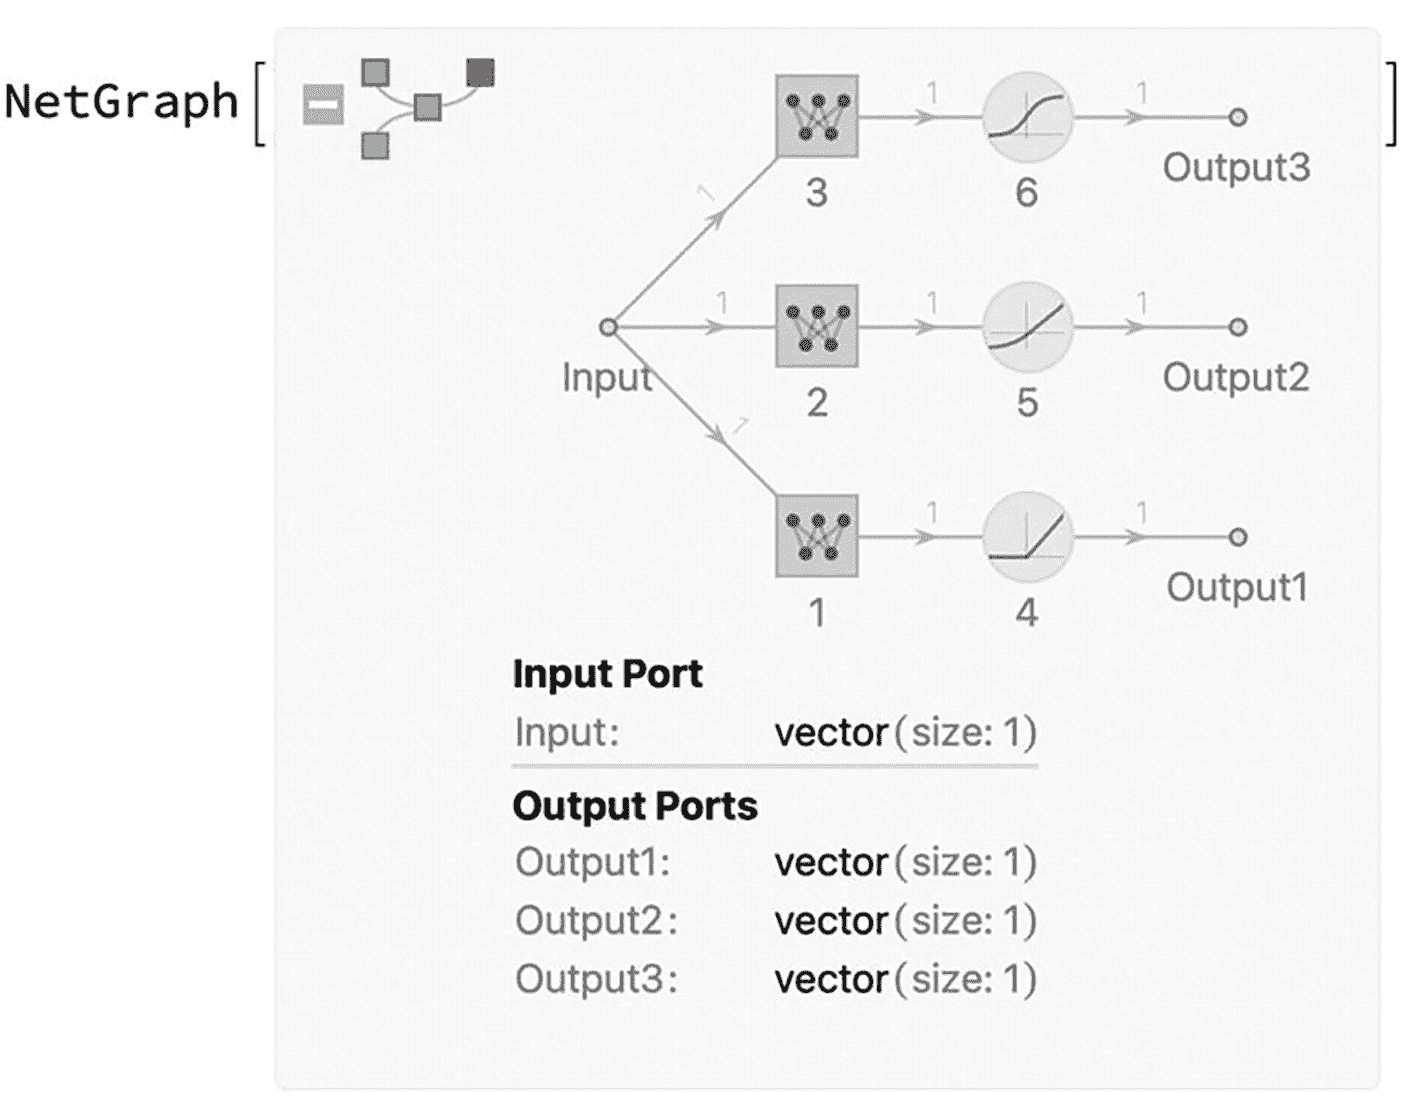 NetGraph[ ]
1 1
3 6 Output3
1
1 1 1
Input 2 5 Output2
1
1 1
1 4 Output1
Input Port
Input: vector (size: 1)
Output Ports
Output1: vector (size: 1)
Output2: vector (size: 1)
Output3: vector (size: 1)